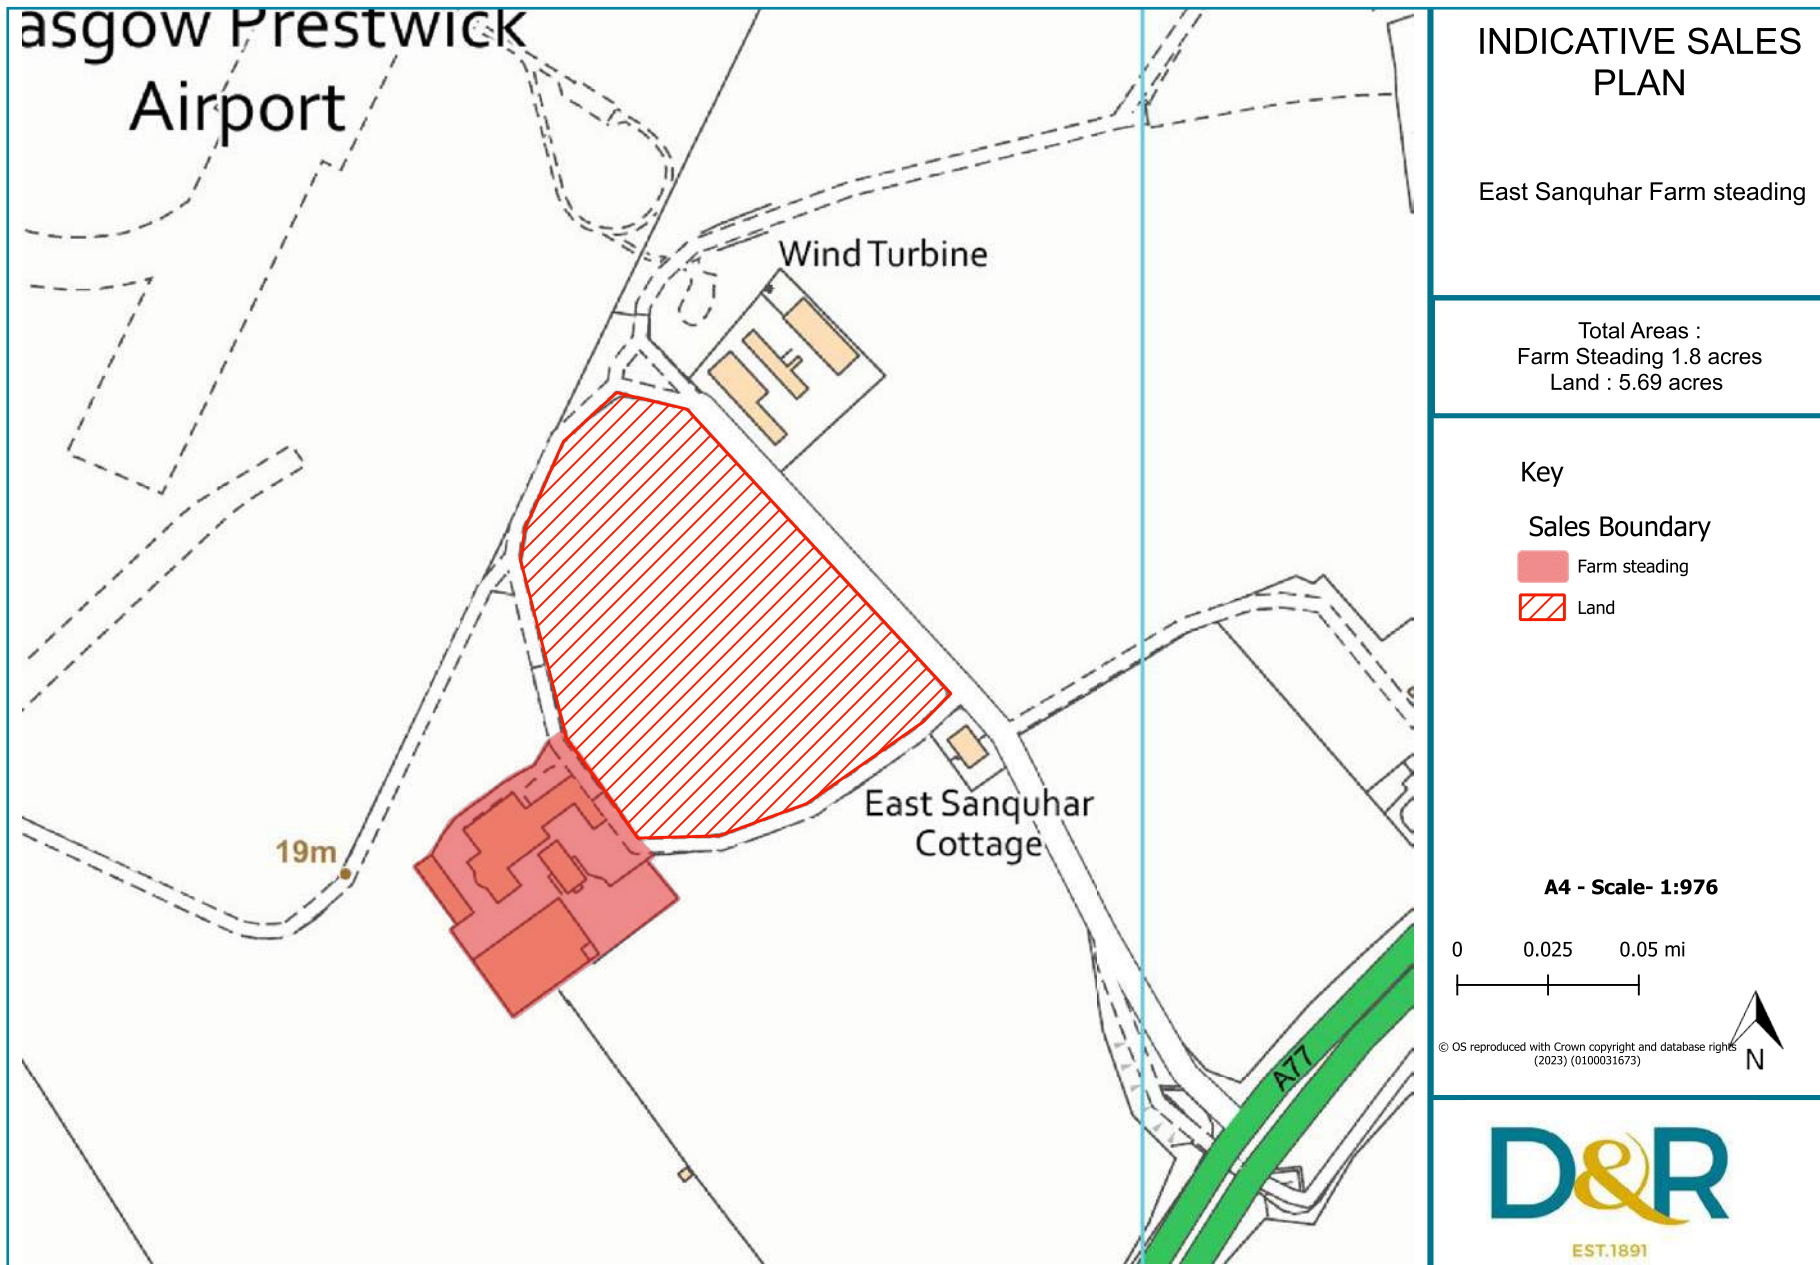 asgow Prestwick
Airport
Wind Turbine
East Sanquhar
Cottage
19m
A77
INDICATIVE SALES
PLAN
East Sanquhar Farm steading
Total Areas :
Farm Steading 1.8 acres
Land : 5.69 acres
Key
Sales Boundary
Farm steading
Land
A4 - Scale- 1:976
0 0.025 0.05 mi
© OS reproduced with Crown copyright and database rights
(2023) (0100031673)
N
D&R
EST.1891